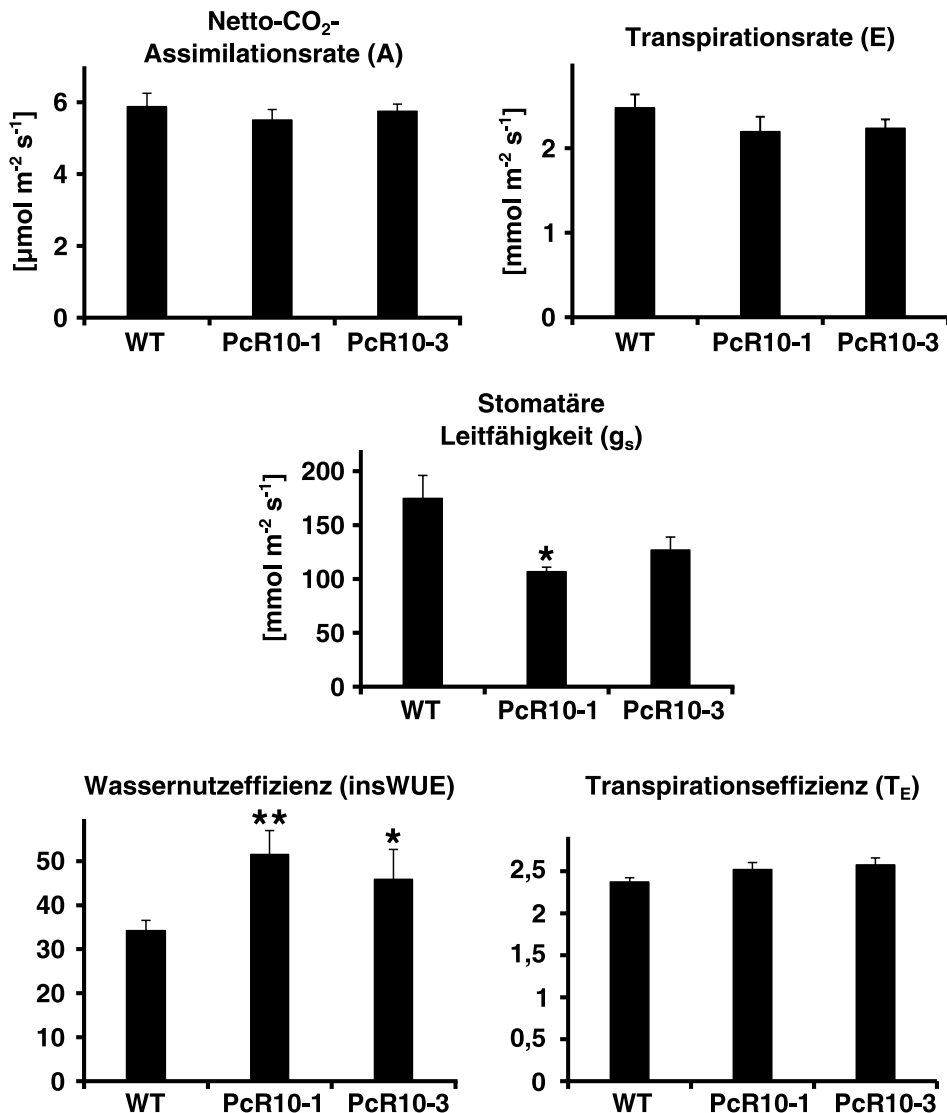 Netto-CO₂-
Assimilationsrate (A)
[µmol m⁻² s⁻¹]
6
4
2
0
WT PcR10-1 PcR10-3
Transpirationsrate (E)
[mmol m⁻² s⁻¹]
2
1
0
WT PcR10-1 PcR10-3
Stomatäre
Leitfähigkeit (gₛ)
[mmol m⁻² s⁻¹]
200
150
100
50
0
*
WT PcR10-1 PcR10-3
Wassernutzeffizienz (insWUE)
50
40
30
20
10
0
** *
WT PcR10-1 PcR10-3
Transpirationseffizienz (T_E)
2,5
2
1,5
1
0,5
0
WT PcR10-1 PcR10-3